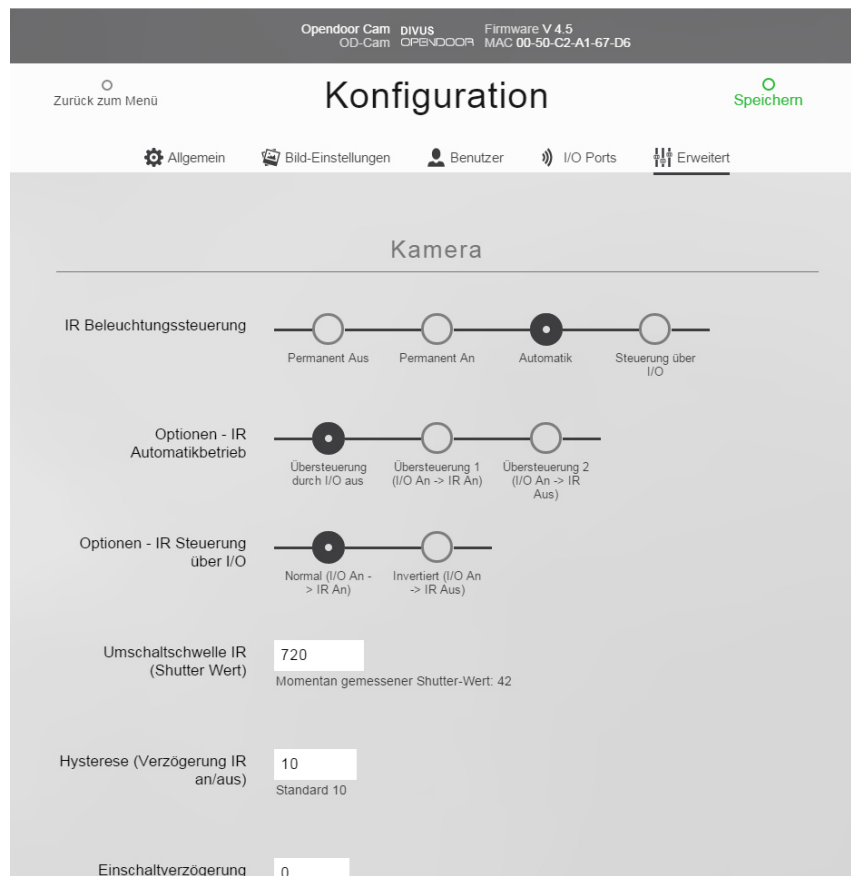 Opendoor Cam DIVUS Firmware V 4.5
OD-Cam OPENDOOR MAC 00-50-C2-A1-67-D6
Zurück zum Menü
Konfiguration
Speichern
Allgemein Bild-Einstellungen Benutzer I/O Ports Erweitert
Kamera
IR Beleuchtungssteuerung
Permanent Aus Permanent An Automatik Steuerung über
I/O
Optionen - IR
Automatikbetrieb
Übersteuerung Übersteuerung 1 Übersteuerung 2
durch I/O aus (I/O An -> IR An) (I/O An -> IR
Aus)
Optionen - IR Steuerung
über I/O
Normal (I/O An - Invertiert (I/O An
> IR An) -> IR Aus)
Umschaltschwelle IR
(Shutter Wert)
720
Momentan gemessener Shutter-Wert: 42
Hysterese (Verzögerung IR
an/aus)
10
Standard 10
Einschaltverzögerung
0